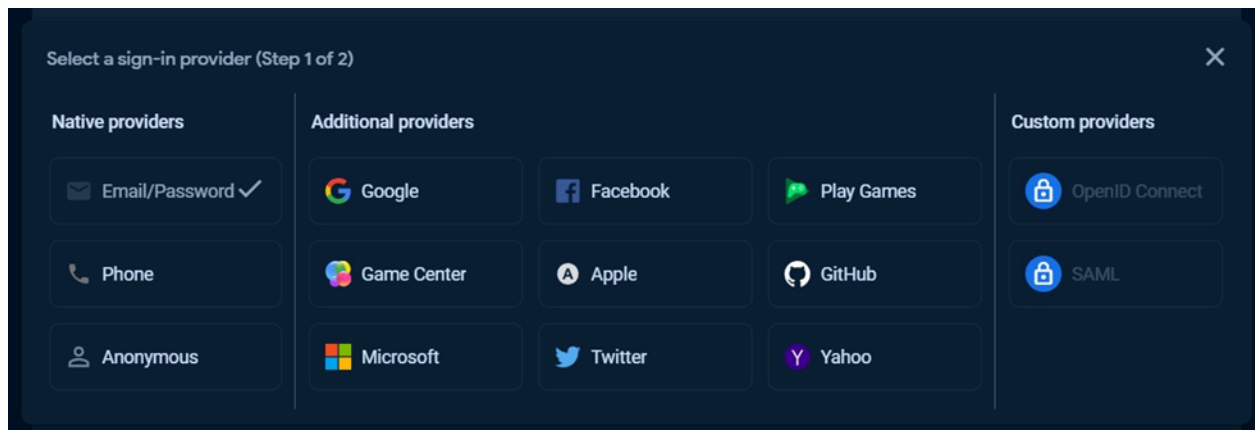 Select a sign-in provider (Step 1 of 2)
Native providers
Additional providers
Custom providers
Email/Password
Google
Facebook
Play Games
OpenID Connect
Phone
Game Center
Apple
GitHub
SAML
Anonymous
Microsoft
Twitter
Yahoo